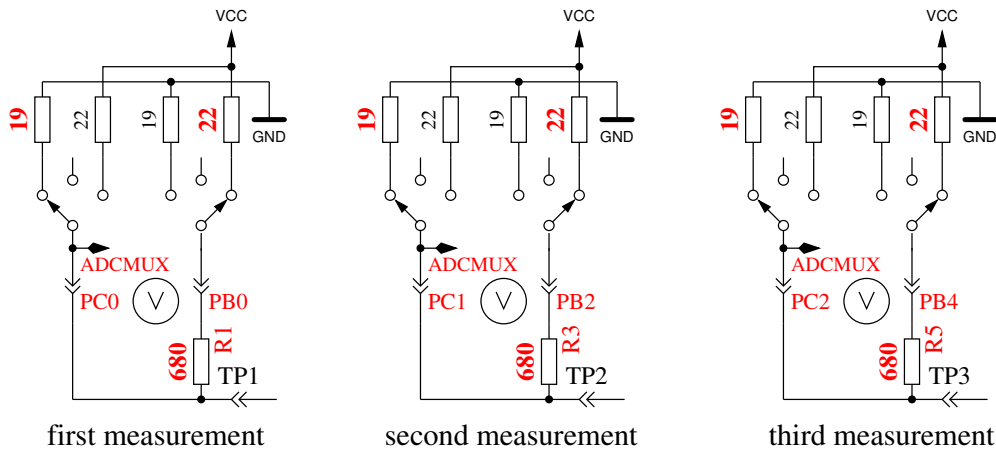 VCC VCC VCC
19 22 19 22 GND 19 22 19 22 GND 19 22 19 22 GND
ADCMUX ADCMUX ADCMUX
PC0 V PB0 PC1 V PB2 PC2 V PB4
680 R1 680 R3 680 R5
TP1 TP2 TP3
first measurement second measurement third measurement